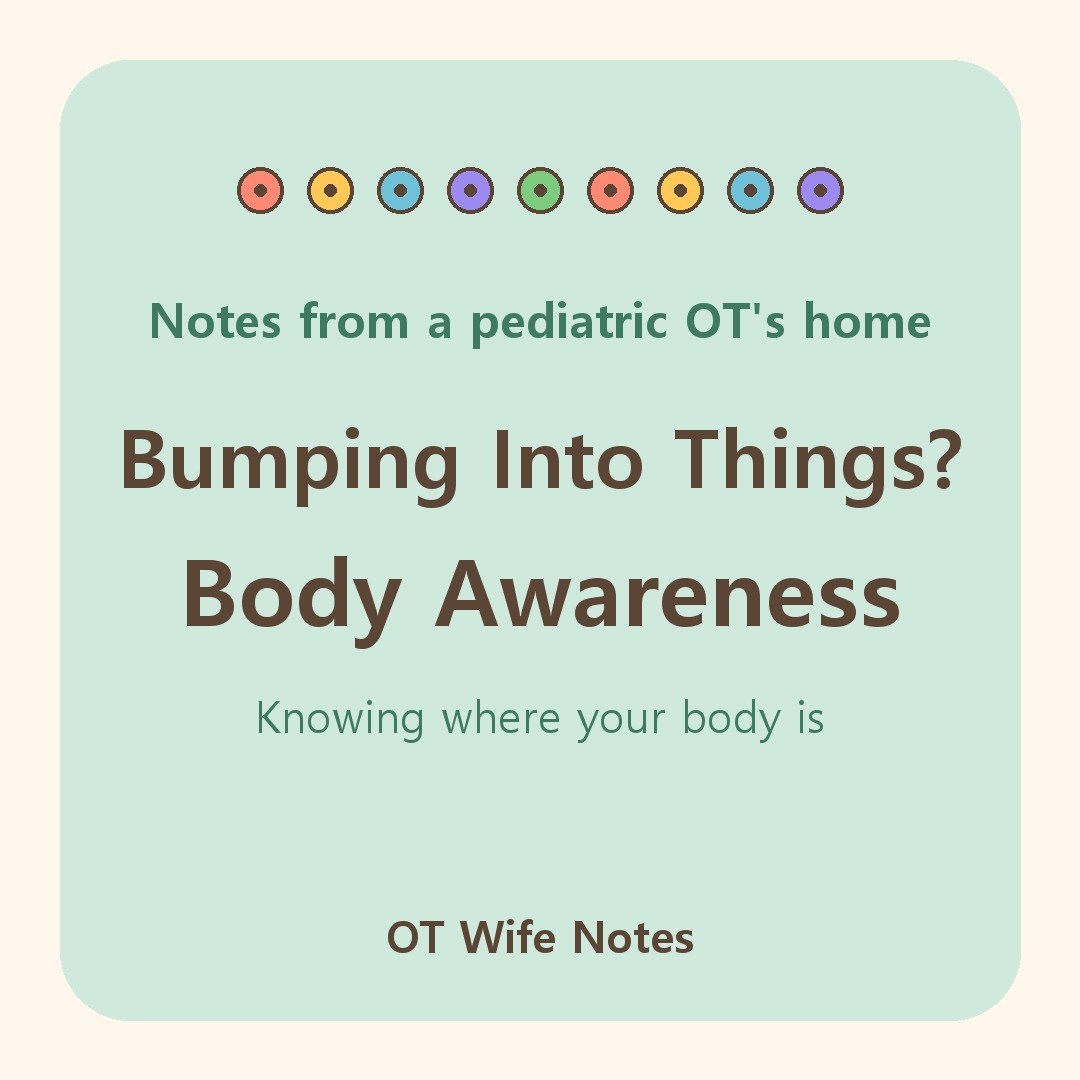 Notes from a pediatric OT's home
Bumping Into Things?
Body Awareness
Knowing where your body is
OT Wife Notes